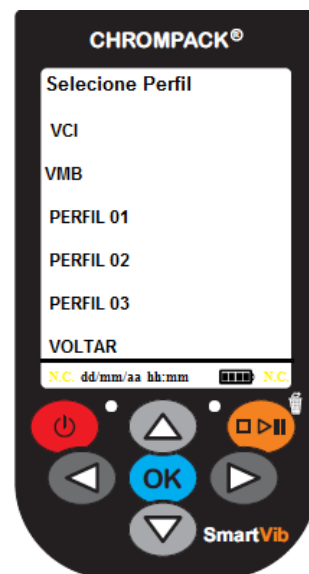 CHROMPACK®
Selecione Perfil
VCI
VMB
PERFIL 01
PERFIL 02
PERFIL 03
VOLTAR
N.C. dd/mm/aa hh:mm N.C.
OK
SmartVib